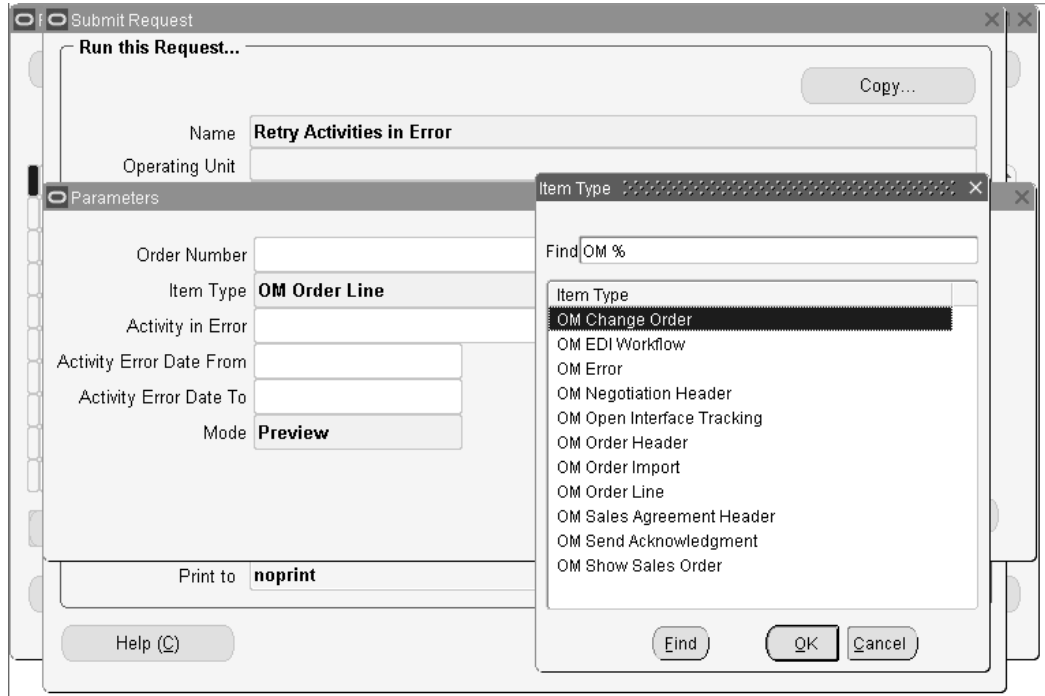 Submit Request
Run this Request...
Copy...
Name Retry Activities in Error
Operating Unit
Parameters
Order Number
Item Type OM Order Line
Activity in Error
Activity Error Date From
Activity Error Date To
Mode Preview
Print to noprint
Help (C)
Item Type
Find OM %
Item Type
OM Change Order
OM EDI Workflow
OM Error
OM Negotiation Header
OM Open Interface Tracking
OM Order Header
OM Order Import
OM Order Line
OM Sales Agreement Header
OM Send Acknowledgment
OM Show Sales Order
Find OK Cancel